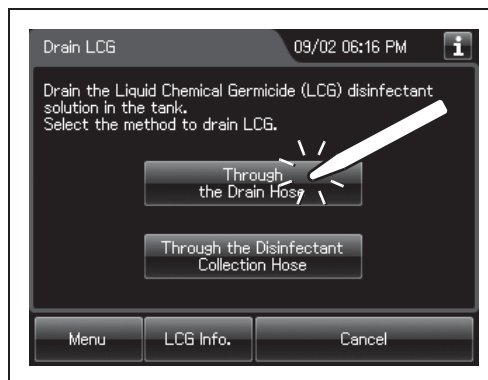 Drain LCG 09/02 06:16 PM i
Drain the Liquid Chemical Germicide (LCG) disinfectant
solution in the tank.
Select the method to drain LCG.
Through
the Drain Hose
Through the Disinfectant
Collection Hose
Menu LCG Info. Cancel